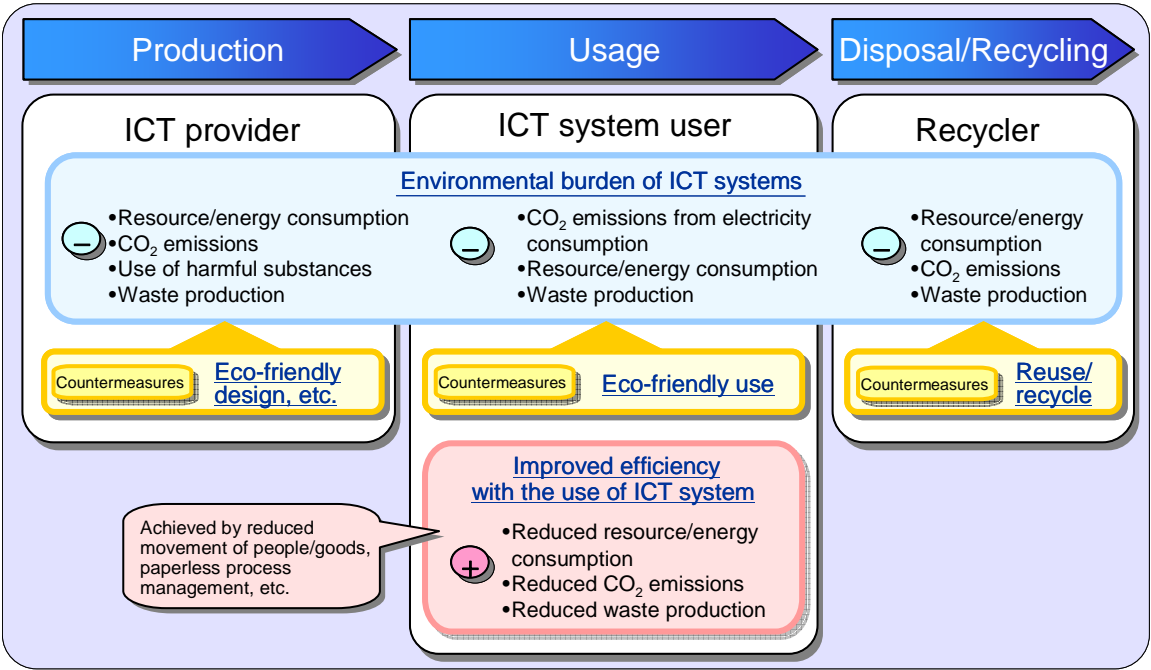 Production
Usage
Disposal/Recycling
ICT provider
ICT system user
Recycler
Environmental burden of ICT systems
−
•Resource/energy consumption
•CO₂ emissions
•Use of harmful substances
•Waste production
−
•CO₂ emissions from electricity
consumption
•Resource/energy consumption
•Waste production
−
•Resource/energy
consumption
•CO₂ emissions
•Waste production
Countermeasures
Eco-friendly
design, etc.
Countermeasures
Eco-friendly use
Countermeasures
Reuse/
recycle
Improved efficiency
with the use of ICT system
+
•Reduced resource/energy
consumption
•Reduced CO₂ emissions
•Reduced waste production
Achieved by reduced
movement of people/goods,
paperless process
management, etc.